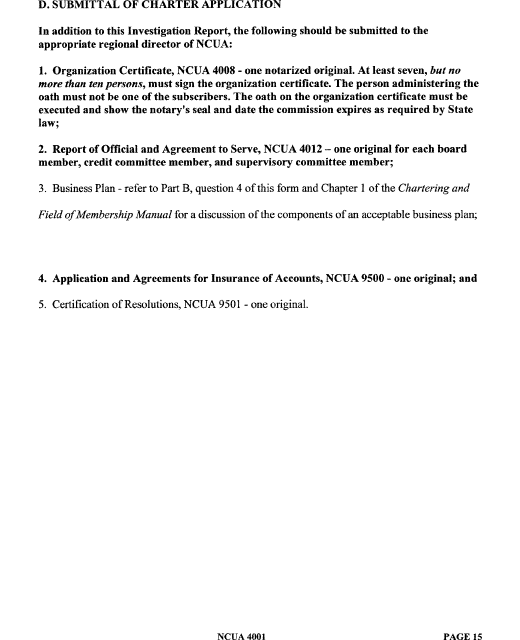 D. SUBMITTAL OF CHARTER APPLICATION
In addition to this Investigation Report, the following should be submitted to the
appropriate regional director of NCUA:
1. Organization Certificate, NCUA 4008 - one notarized original. At least seven, but no
more than ten persons, must sign the organization certificate. The person administering the
oath must not be one of the subscribers. The oath on the organization certificate must be
executed and show the notary's seal and date the commission expires as required by State
law;
2. Report of Official and Agreement to Serve, NCUA 4012 – one original for each board
member, credit committee member, and supervisory committee member;
3. Business Plan - refer to Part B, question 4 of this form and Chapter 1 of the Chartering and
Field of Membership Manual for a discussion of the components of an acceptable business plan;
4. Application and Agreements for Insurance of Accounts, NCUA 9500 - one original; and
5. Certification of Resolutions, NCUA 9501 - one original.
NCUA 4001 PAGE 15